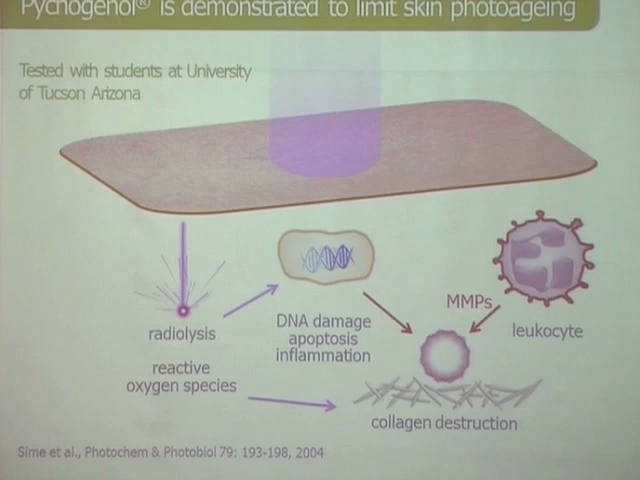 Pycnogenol® is demonstrated to limit skin photoageing
Tested with students at University
of Tucson Arizona
radiolysis
reactive
oxygen species
DNA damage
apoptosis
inflammation
MMPs
leukocyte
collagen destruction
Sime et al., Photochem & Photobiol 79: 193-198, 2004